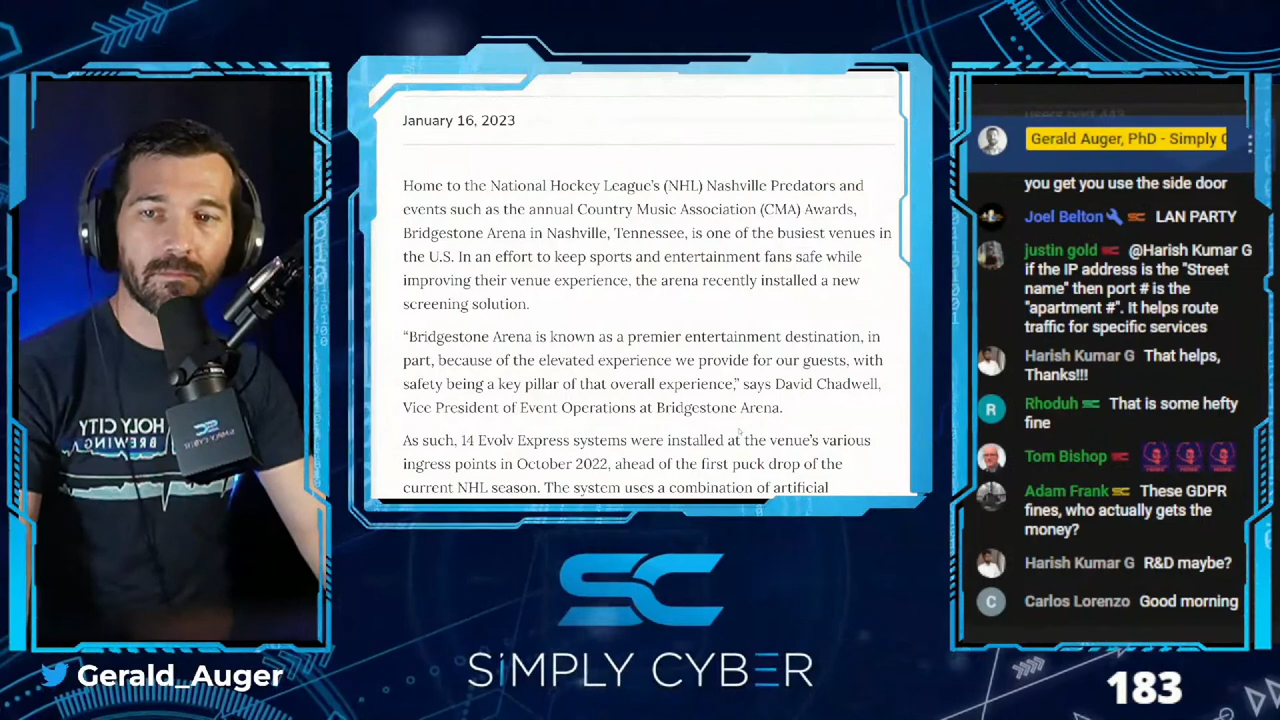 HOLY CITY
BREWING
SIMPLY CYBER
Gerald_Auger
January 16, 2023
Home to the National Hockey League's (NHL) Nashville Predators and
events such as the annual Country Music Association (CMA) Awards,
Bridgestone Arena in Nashville, Tennessee, is one of the busiest venues in
the U.S. In an effort to keep sports and entertainment fans safe while
improving their venue experience, the arena recently installed a new
screening solution.
“Bridgestone Arena is known as a premier entertainment destination, in
part, because of the elevated experience we provide for our guests, with
safety being a key pillar of that overall experience,” says David Chadwell,
Vice President of Event Operations at Bridgestone Arena.
As such, 14 Evolv Express systems were installed at the venue’s various
ingress points in October 2022, ahead of the first puck drop of the
current NHL season. The system uses a combination of artificial
SC
SiMPLY CYBER
Gerald Auger, PhD - Simply C
you get you use the side door
Joel Belton SC LAN PARTY
justin gold SC @Harish Kumar G
if the IP address is the "Street
name" then port # is the
"apartment #". It helps route
traffic for specific services
Harish Kumar G That helps,
Thanks!!!
R Rhoduh SC That is some hefty
fine
Tom Bishop SC
Adam Frank SC These GDPR
fines, who actually gets the
money?
Harish Kumar G R&D maybe?
C Carlos Lorenzo Good morning
183